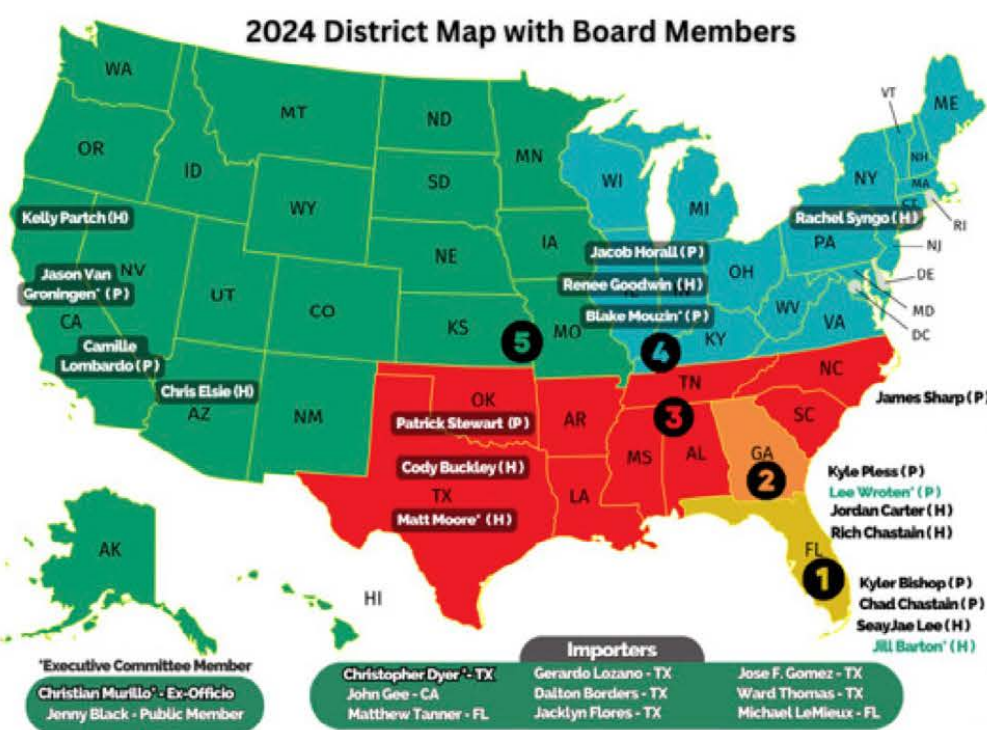 2024 District Map with Board Members
WA
MT
ND
MN
OR
ID
SD
WY
WI
MI
NY
VT
ME
NH
MA
CT
RI
Kelly Partch (H)
Rachel Syngo (H)
PA
NJ
Jason Van
Groningen* (P)
NV
UT
CO
NE
IA
Jacob Horall (P)
Renee Goodwin (H)
IL
IN
OH
WV
VA
DE
MD
DC
CA
KS
MO
Blake Mouzin* (P)
KY
5
4
Camille
Lombardo (P)
Chris Elsie (H)
AZ
NM
OK
AR
TN
NC
3
James Sharp (P)
SC
Patrick Stewart (P)
Cody Buckley (H)
TX
Matt Moore* (H)
LA
MS
AL
GA
2
Kyle Pless (P)
Lee Wroten* (P)
Jordan Carter (H)
Rich Chastain (H)
AK
HI
FL
1
Kyler Bishop (P)
Chad Chastain (P)
SeayJae Lee (H)
Jill Barton* (H)
*Executive Committee Member
Christian Murillo* - Ex-Officio
Jenny Black - Public Member
Importers
Christopher Dyer* - TX
John Gee - CA
Matthew Tanner - FL
Gerardo Lozano - TX
Dalton Borders - TX
Jacklyn Flores - TX
Jose F. Gomez - TX
Ward Thomas - TX
Michael LeMieux - FL